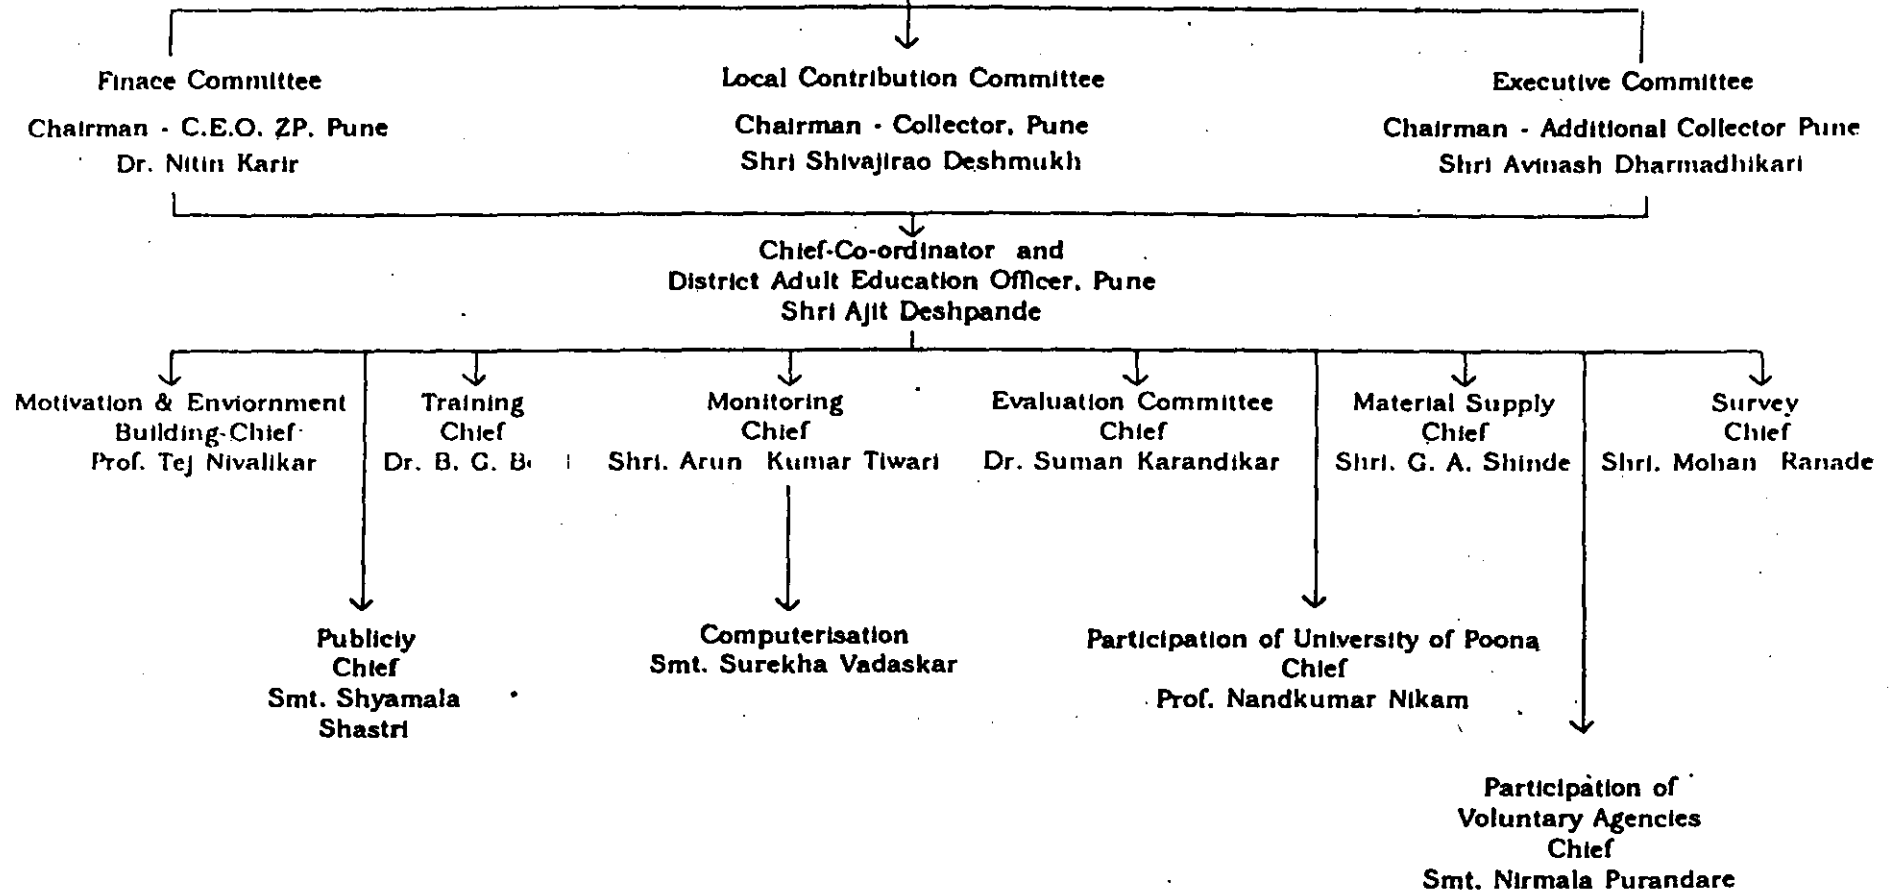 Finace Committee
Chairman - C.E.O. ZP. Pune
Dr. Nitin Karir
Local Contribution Committee
Chairman - Collector, Pune
Shri Shivajirao Deshmukh
Executive Committee
Chairman - Additional Collector Pune
Shri Avinash Dharmadhikari
Chief-Co-ordinator and
District Adult Education Officer, Pune
Shri Ajit Deshpande
Motivation & Enviornment
Building-Chief
Prof. Tej Nivalikar
Training
Chief
Dr. B. G.
Monitoring
Chief
Shri. Arun Kumar Tiwari
Evaluation Committee
Chief
Dr. Suman Karandikar
Material Supply
Chief
Shri. G. A. Shinde
Survey
Chief
Shri. Mohan Ranade
Publiciy
Chief
Smt. Shyamala
Shastri
Computerisation
Smt. Surekha Vadaskar
Participation of University of Poona
Chief
Prof. Nandkumar Nikam
Participation of
Voluntary Agencies
Chief
Smt. Nirmala Purandare